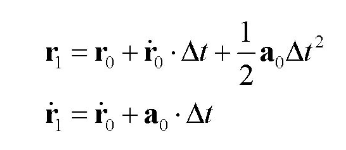 𝐫₁ = 𝐫₀ + 𝐫̇₀ · Δt + 1/2 𝐚₀Δt²
𝐫̇₁ = 𝐫̇₀ + 𝐚₀ · Δt